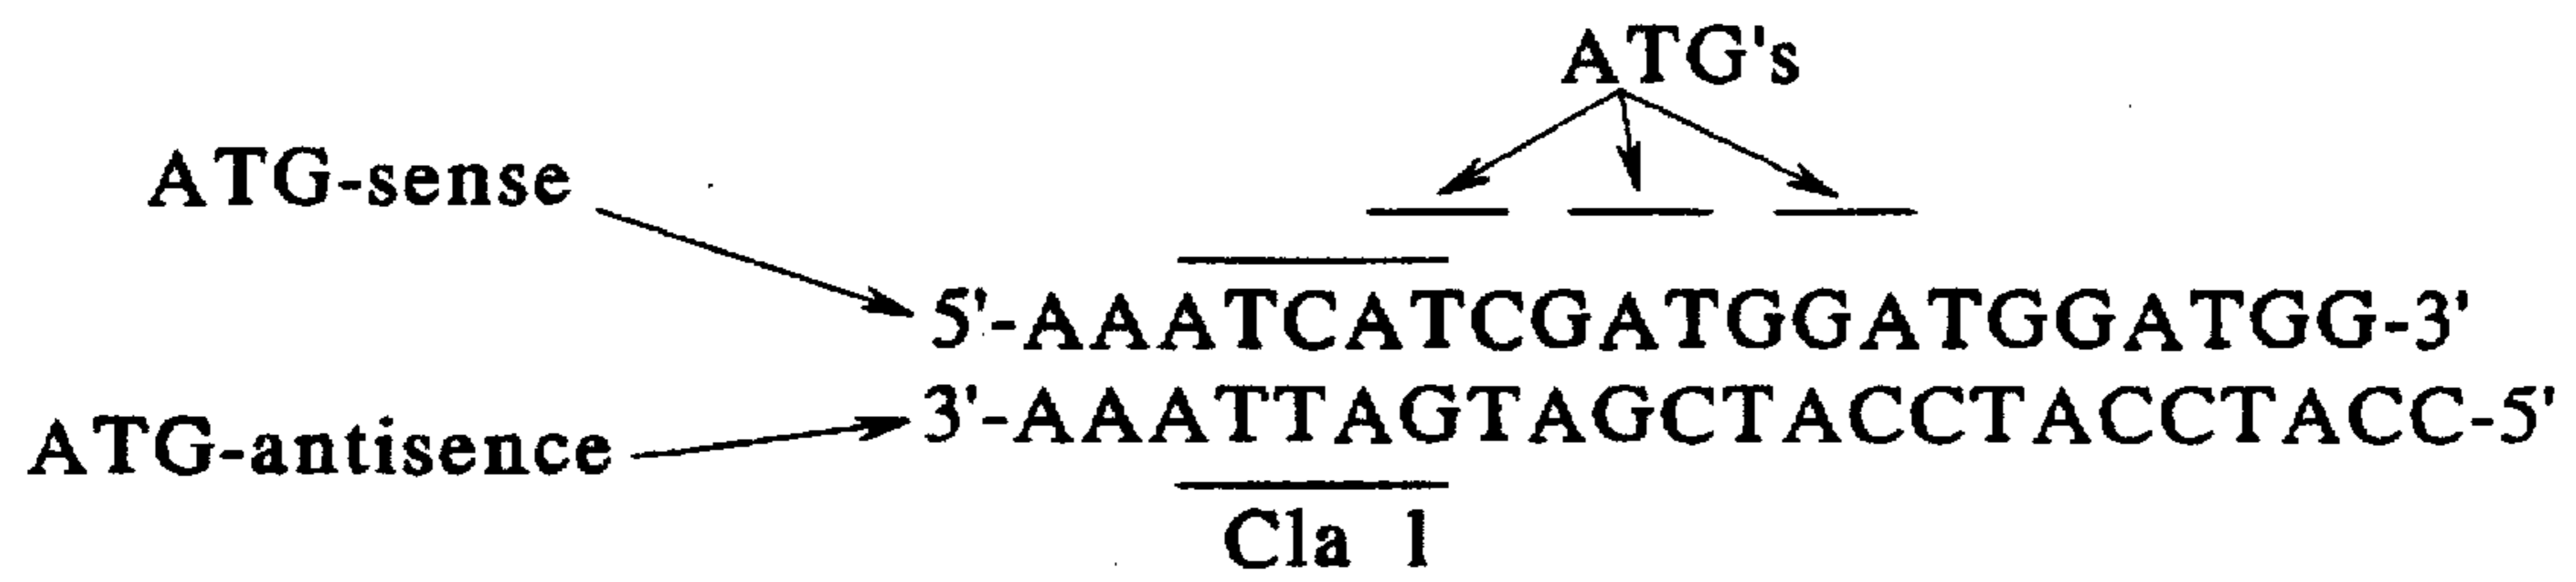 ATG's
ATG-sense
5'-AAATCATCGATGGATGGATGG-3'
3'-AAATTAGTAGCTACCTACCTACC-5'
ATG-antisence
Cla 1